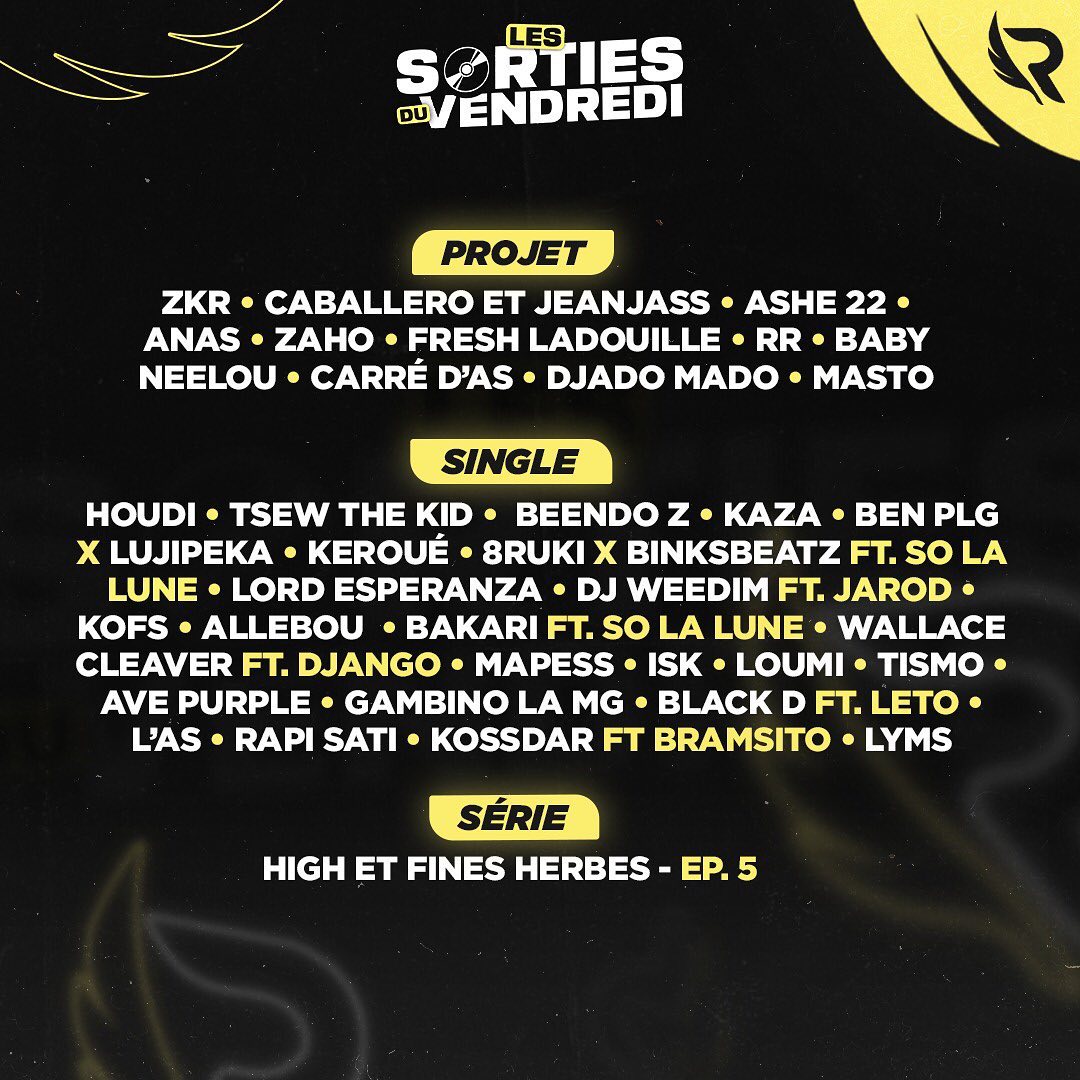 LES
SORTIES
DU VENDREDI
R
PROJET
ZKR • CABALLERO ET JEANJASS • ASHE 22 •
ANAS • ZAHO • FRESH LADOUILLE • RR • BABY
NEELOU • CARRÉ D’AS • DJADO MADO • MASTO
SINGLE
HOUDI • TSEW THE KID • BEENDO Z • KAZA • BEN PLG
X LUJIPEKA • KEROUÉ • 8RUKI X BINKSBEATZ FT. SO LA
LUNE • LORD ESPERANZA • DJ WEEDIM FT. JAROD •
KOFS • ALLEBOU • BAKARI FT. SO LA LUNE • WALLACE
CLEAVER FT. DJANGO • MAPESS • ISK • LOUMI • TISMO •
AVE PURPLE • GAMBINO LA MG • BLACK D FT. LETO •
L’AS • RAPI SATI • KOSSDAR FT BRAMSITO • LYMS
SÉRIE
HIGH ET FINES HERBES - EP. 5